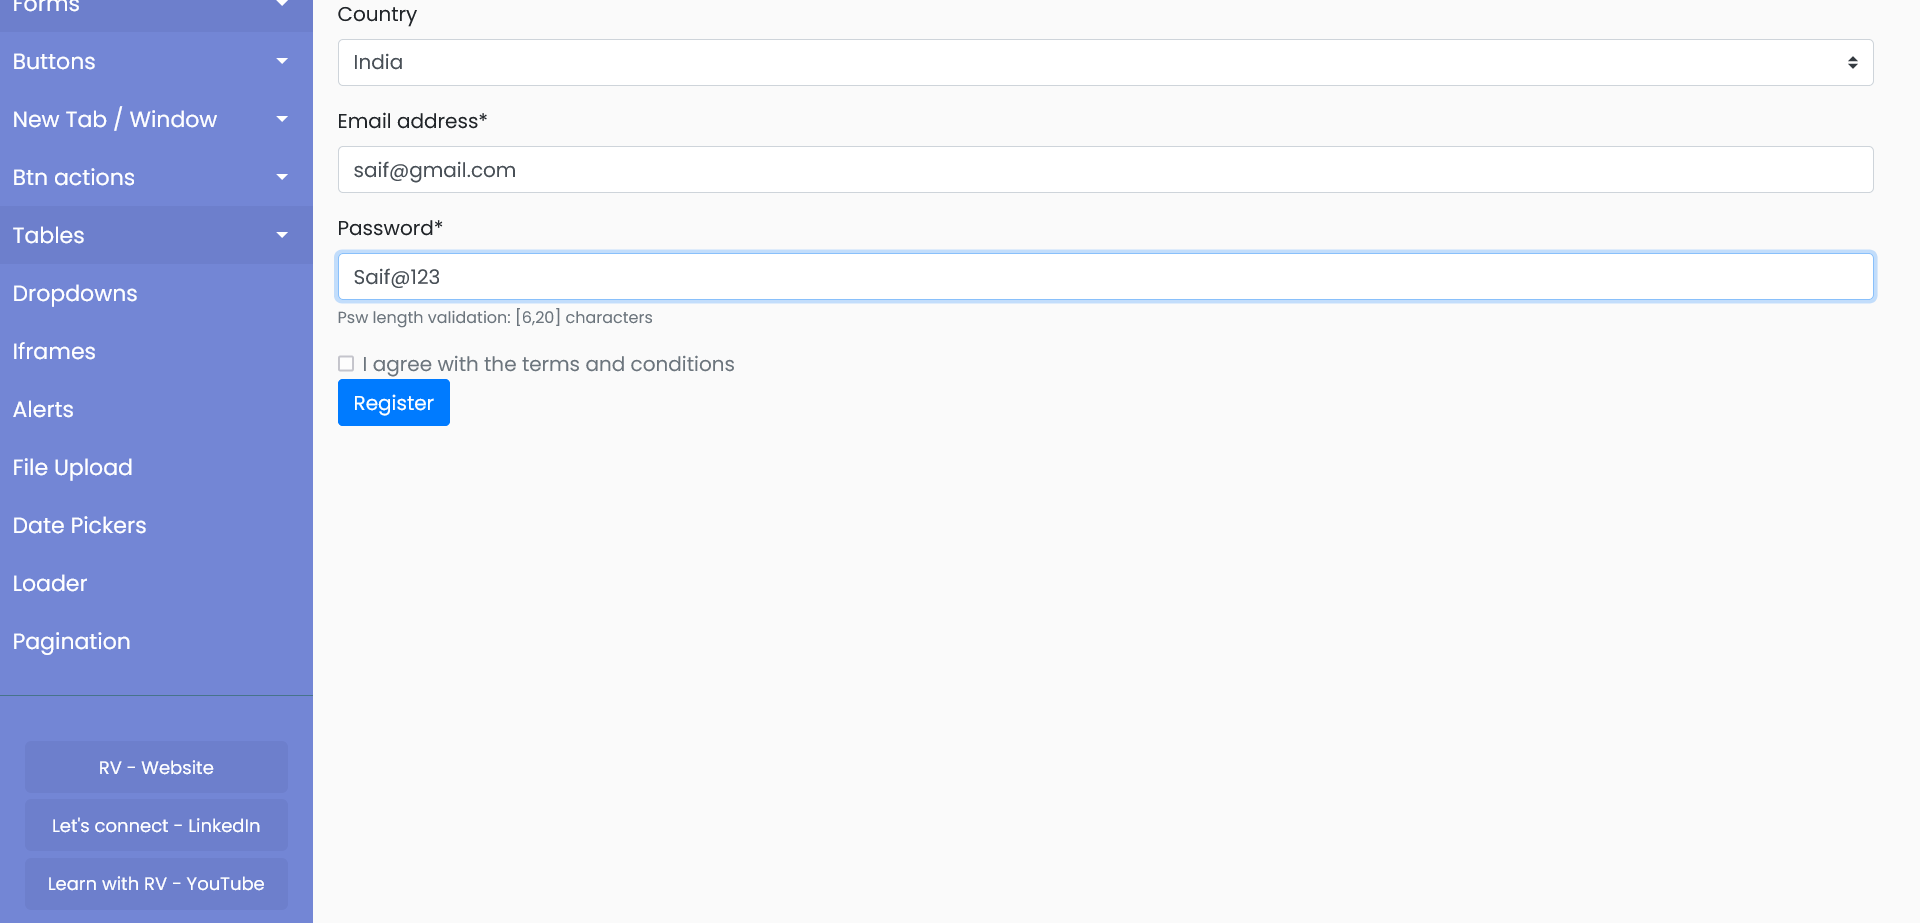 Forms
Buttons
New Tab / Window
Btn actions
Tables
Dropdowns
Iframes
Alerts
File Upload
Date Pickers
Loader
Pagination
RV - Website
Let's connect - LinkedIn
Learn with RV - YouTube
Country
India
Email address*
saif@gmail.com
Password*
Saif@123
Psw length validation: [6,20] characters
I agree with the terms and conditions
Register